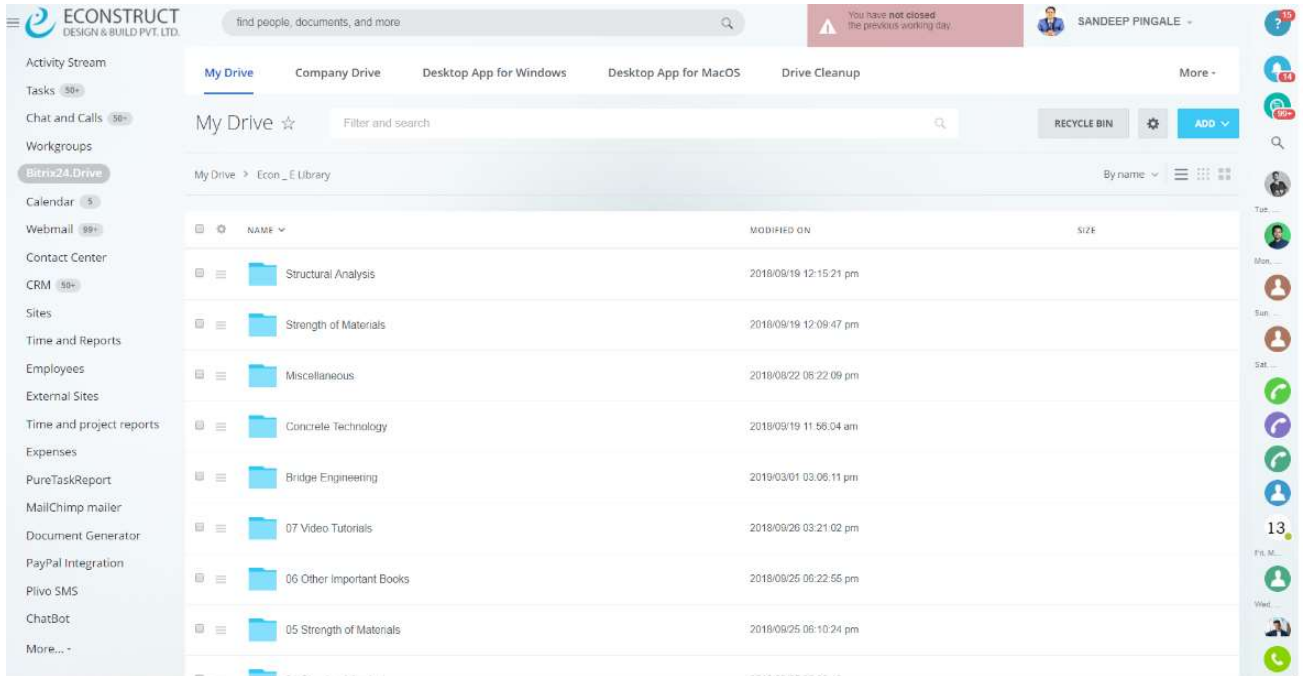 ECONSTRUCT
DESIGN & BUILD PVT. LTD.
find people, documents, and more
You have not closed
the previous working day.
SANDEEP PINGALE
?
15
Activity Stream
Tasks 50+
Chat and Calls 50+
Workgroups
Bitrix24.Drive
Calendar 5
Webmail 99+
Contact Center
CRM 50+
Sites
Time and Reports
Employees
External Sites
Time and project reports
Expenses
PureTaskReport
MailChimp mailer
Document Generator
PayPal Integration
Plivo SMS
ChatBot
More... -
My Drive Company Drive Desktop App for Windows Desktop App for MacOS Drive Cleanup More -
My Drive Filter and search RECYCLE BIN ADD
My Drive > Econ _ E Library By name
NAME MODIFIED ON SIZE
Structural Analysis 2018/09/19 12:15:21 pm
Strength of Materials 2018/09/19 12:09:47 pm
Miscellaneous 2018/08/22 06:22:09 pm
Concrete Technology 2018/09/19 11:56:04 am
Bridge Engineering 2019/03/01 03:06:11 pm
07 Video Tutorials 2018/09/26 03:21:02 pm
06 Other Important Books 2018/09/25 06:22:55 pm
05 Strength of Materials 2018/09/25 06:10:24 pm
14
99+
Tue, ...
Mon, ...
Sun, ...
Sat, ...
13
Fri, M...
Wed, ...